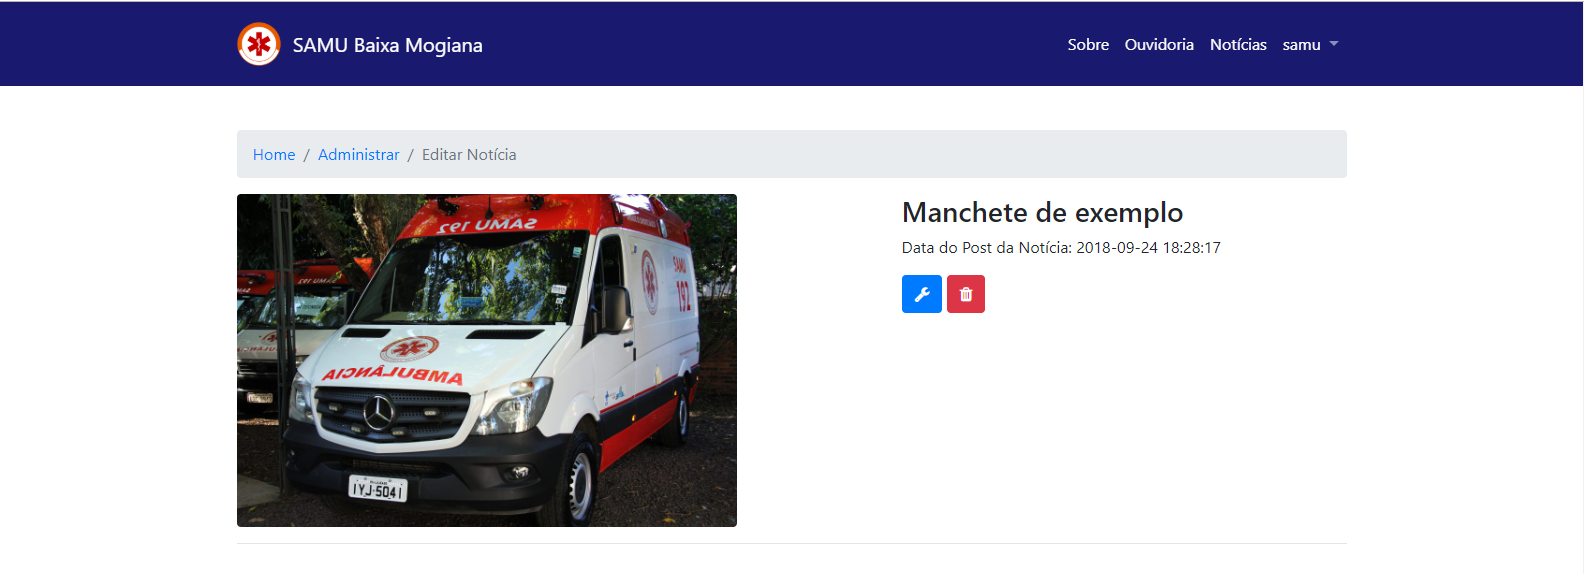 SAMU Baixa Mogiana
Sobre Ouvidoria Notícias samu
Home / Administrar / Editar Notícia
SAMU 192
SAMU
192
AMBULÂNCIA
IYJ-5041
Manchete de exemplo
Data do Post da Notícia: 2018-09-24 18:28:17